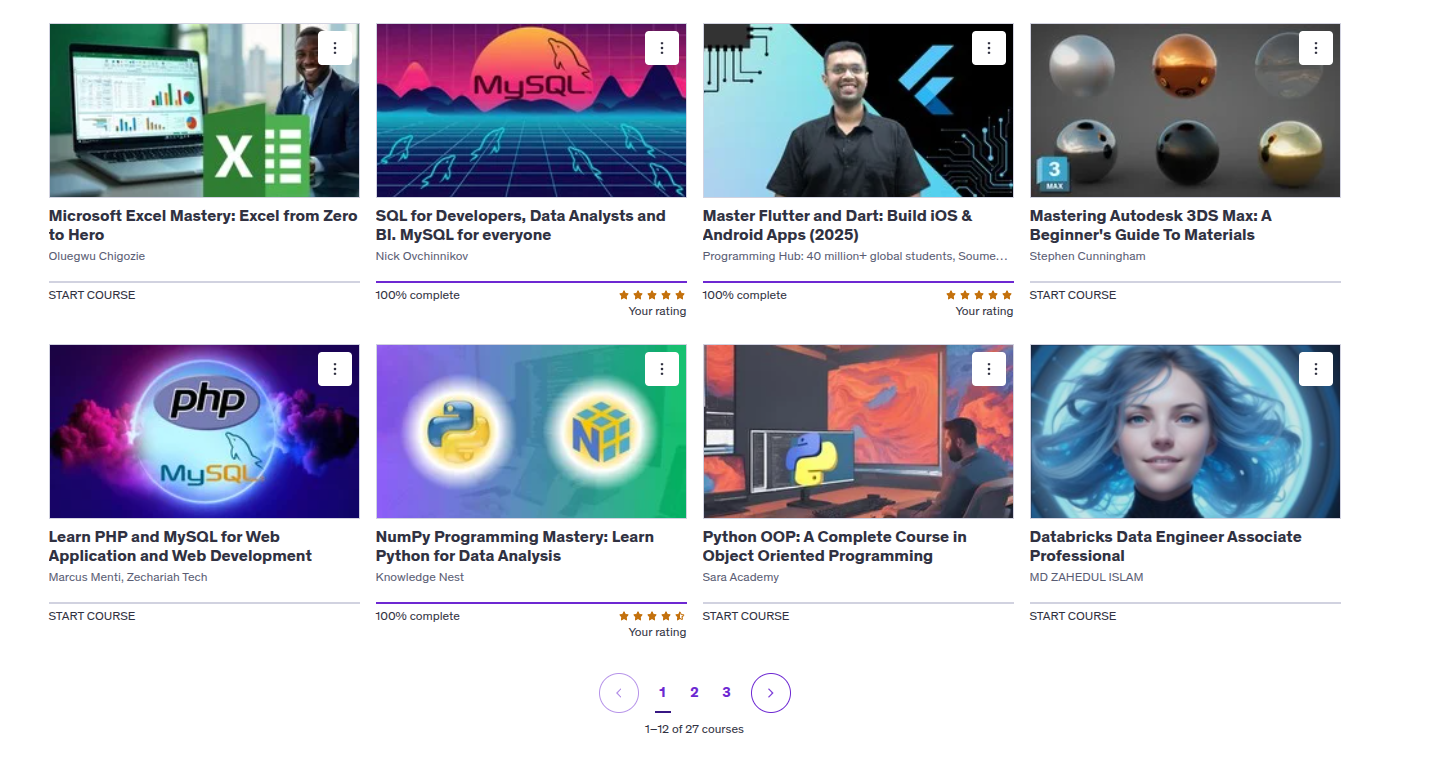 X
Microsoft Excel Mastery: Excel from Zero
to Hero
Oluegwu Chigozie
START COURSE
MySQL
SQL for Developers, Data Analysts and
BI. MySQL for everyone
Nick Ovchinnikov
100% complete
Your rating
Master Flutter and Dart: Build iOS &
Android Apps (2025)
Programming Hub: 40 million+ global students, Soume...
100% complete
Your rating
3
MAX
Mastering Autodesk 3DS Max: A
Beginner's Guide To Materials
Stephen Cunningham
START COURSE
php
MySQL
Learn PHP and MySQL for Web
Application and Web Development
Marcus Menti, Zechariah Tech
START COURSE
N
NumPy Programming Mastery: Learn
Python for Data Analysis
Knowledge Nest
100% complete
Your rating
Python OOP: A Complete Course in
Object Oriented Programming
Sara Academy
START COURSE
Databricks Data Engineer Associate
Professional
MD ZAHEDUL ISLAM
START COURSE
1 2 3
1–12 of 27 courses